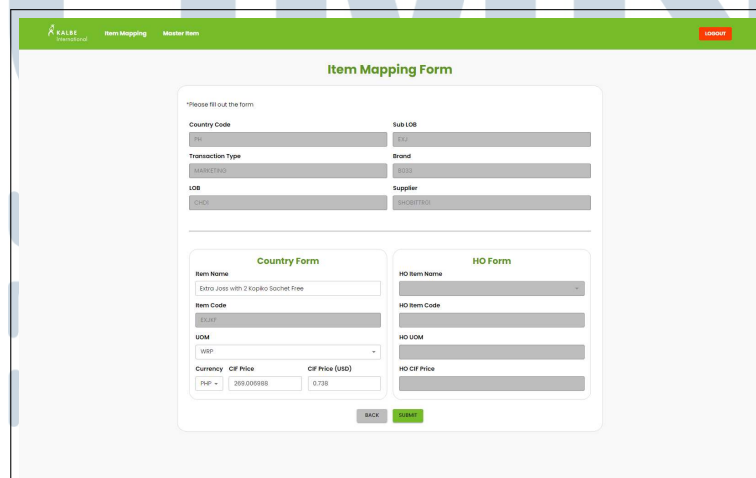 KALBE
International
Item Mapping
Master Item
LOGOUT
Item Mapping Form
*Please fill out the form
Country Code
Sub LOB
PH
EXJ
Transaction Type
Brand
MARKETING
LOB
Supplier
Country Form
HO Form
Item Name
HO Item Name
Extra Joss with 2 Kopiko Sachet Free
Item Code
HO Item Code
UOM
HO UOM
WRP
Currency
CIF Price
CIF Price (USD)
HO CIF Price
PHP
269.006988
0.738
BACK
SUBMIT